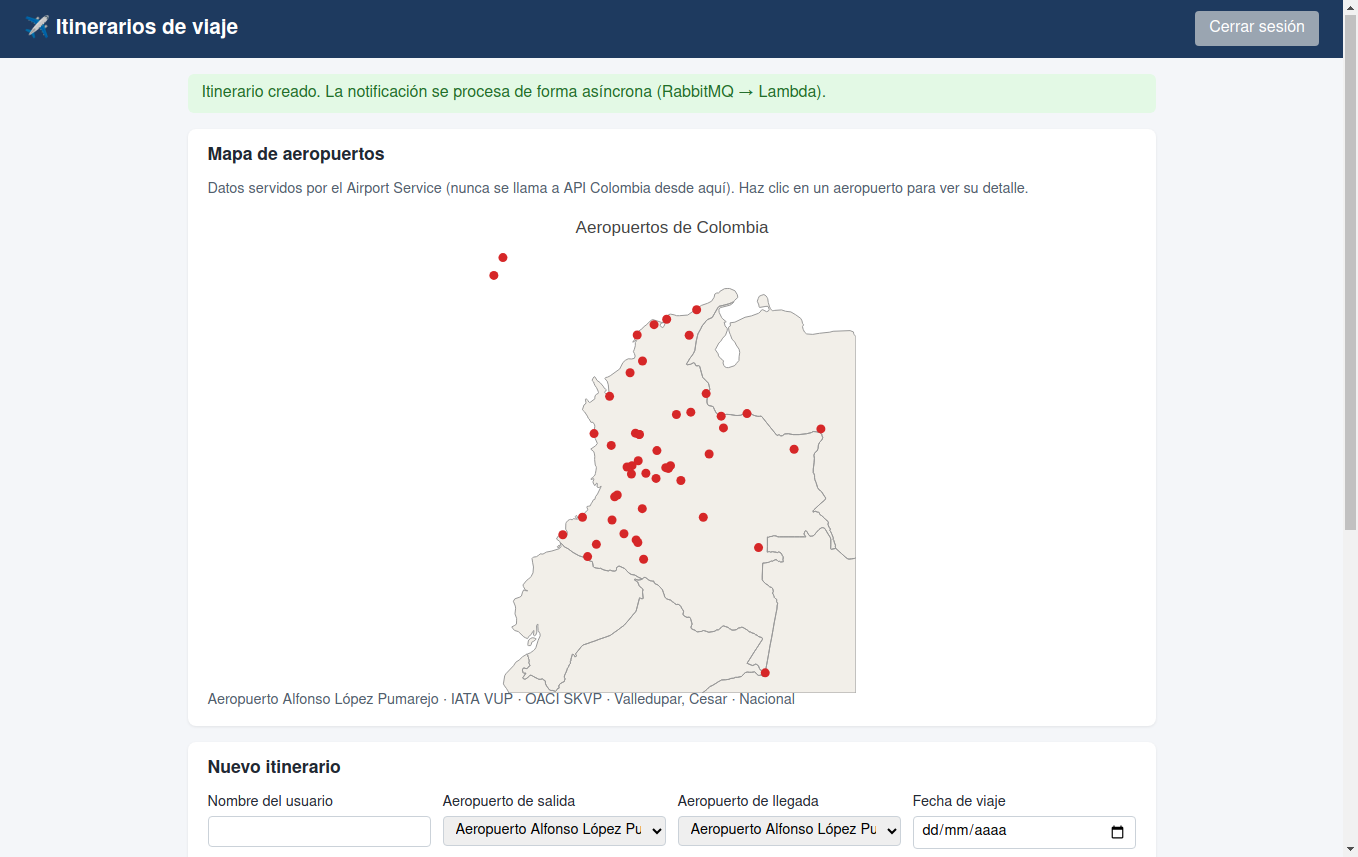 Itinerarios de viaje
Cerrar sesión
Itinerario creado. La notificación se procesa de forma asíncrona (RabbitMQ → Lambda).
Mapa de aeropuertos
Datos servidos por el Airport Service (nunca se llama a API Colombia desde aquí). Haz clic en un aeropuerto para ver su detalle.
Aeropuertos de Colombia
Aeropuerto Alfonso López Pumarejo · IATA VUP · OACI SKVP · Valledupar, Cesar · Nacional
Nuevo itinerario
Nombre del usuario
Aeropuerto de salida
Aeropuerto de llegada
Fecha de viaje
Aeropuerto Alfonso López Pu
Aeropuerto Alfonso López Pu
dd/mm/aaaa